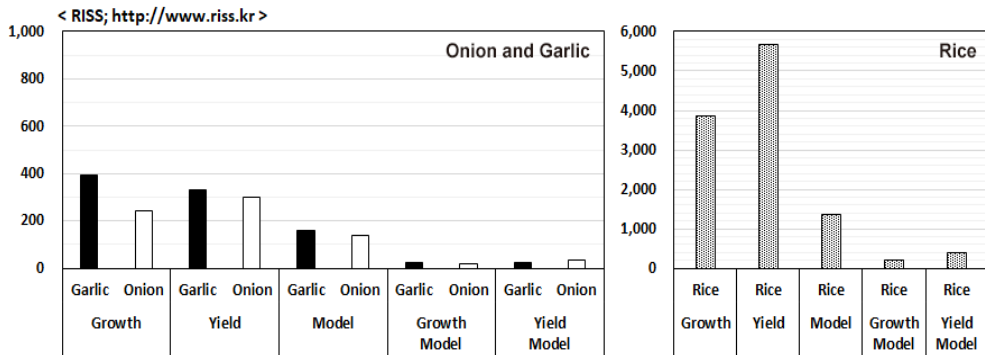 < RISS; http://www.riss.kr >
Onion and Garlic
1,000
800
600
400
200
0
Garlic Onion Garlic Onion Garlic Onion Garlic Onion Garlic Onion
Growth Yield Model Growth Model Yield Model
Rice
6,000
5,000
4,000
3,000
2,000
1,000
0
Rice Rice Rice Rice Rice
Growth Yield Model Growth Model Yield Model